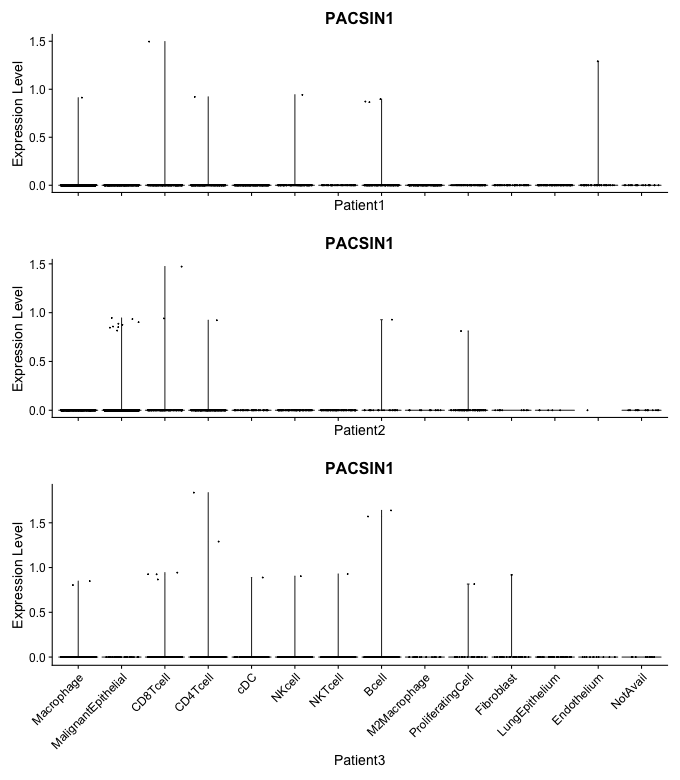 PACSIN1
Expression Level
1.5
1.0
0.5
0.0
Patient1
PACSIN1
Expression Level
1.5
1.0
0.5
0.0
Patient2
PACSIN1
Expression Level
1.5
1.0
0.5
0.0
Macrophage
MalignantEpithelial
CD8Tcell
CD4Tcell
cDC
NKcell
NKTcell
Bcell
M2Macrophage
ProliferatingCell
Fibroblast
LungEpithelium
Endothelium
NotAvail
Patient3